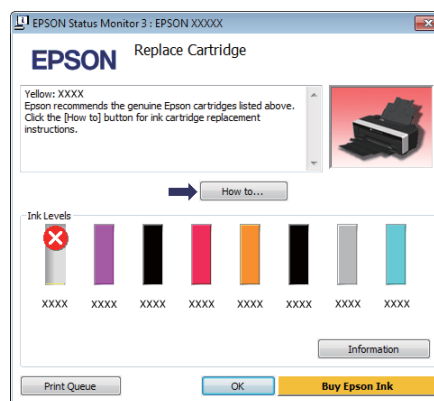 EPSON Status Monitor 3 : EPSON XXXXX
EPSON
Replace Cartridge
Yellow: XXXX
Epson recommends the genuine Epson cartridges listed above.
Click the [How to] button for ink cartridge replacement
instructions.
How to...
Ink Levels
XXXX XXXX XXXX XXXX XXXX XXXX XXXX XXXX
Information
Print Queue OK Buy Epson Ink